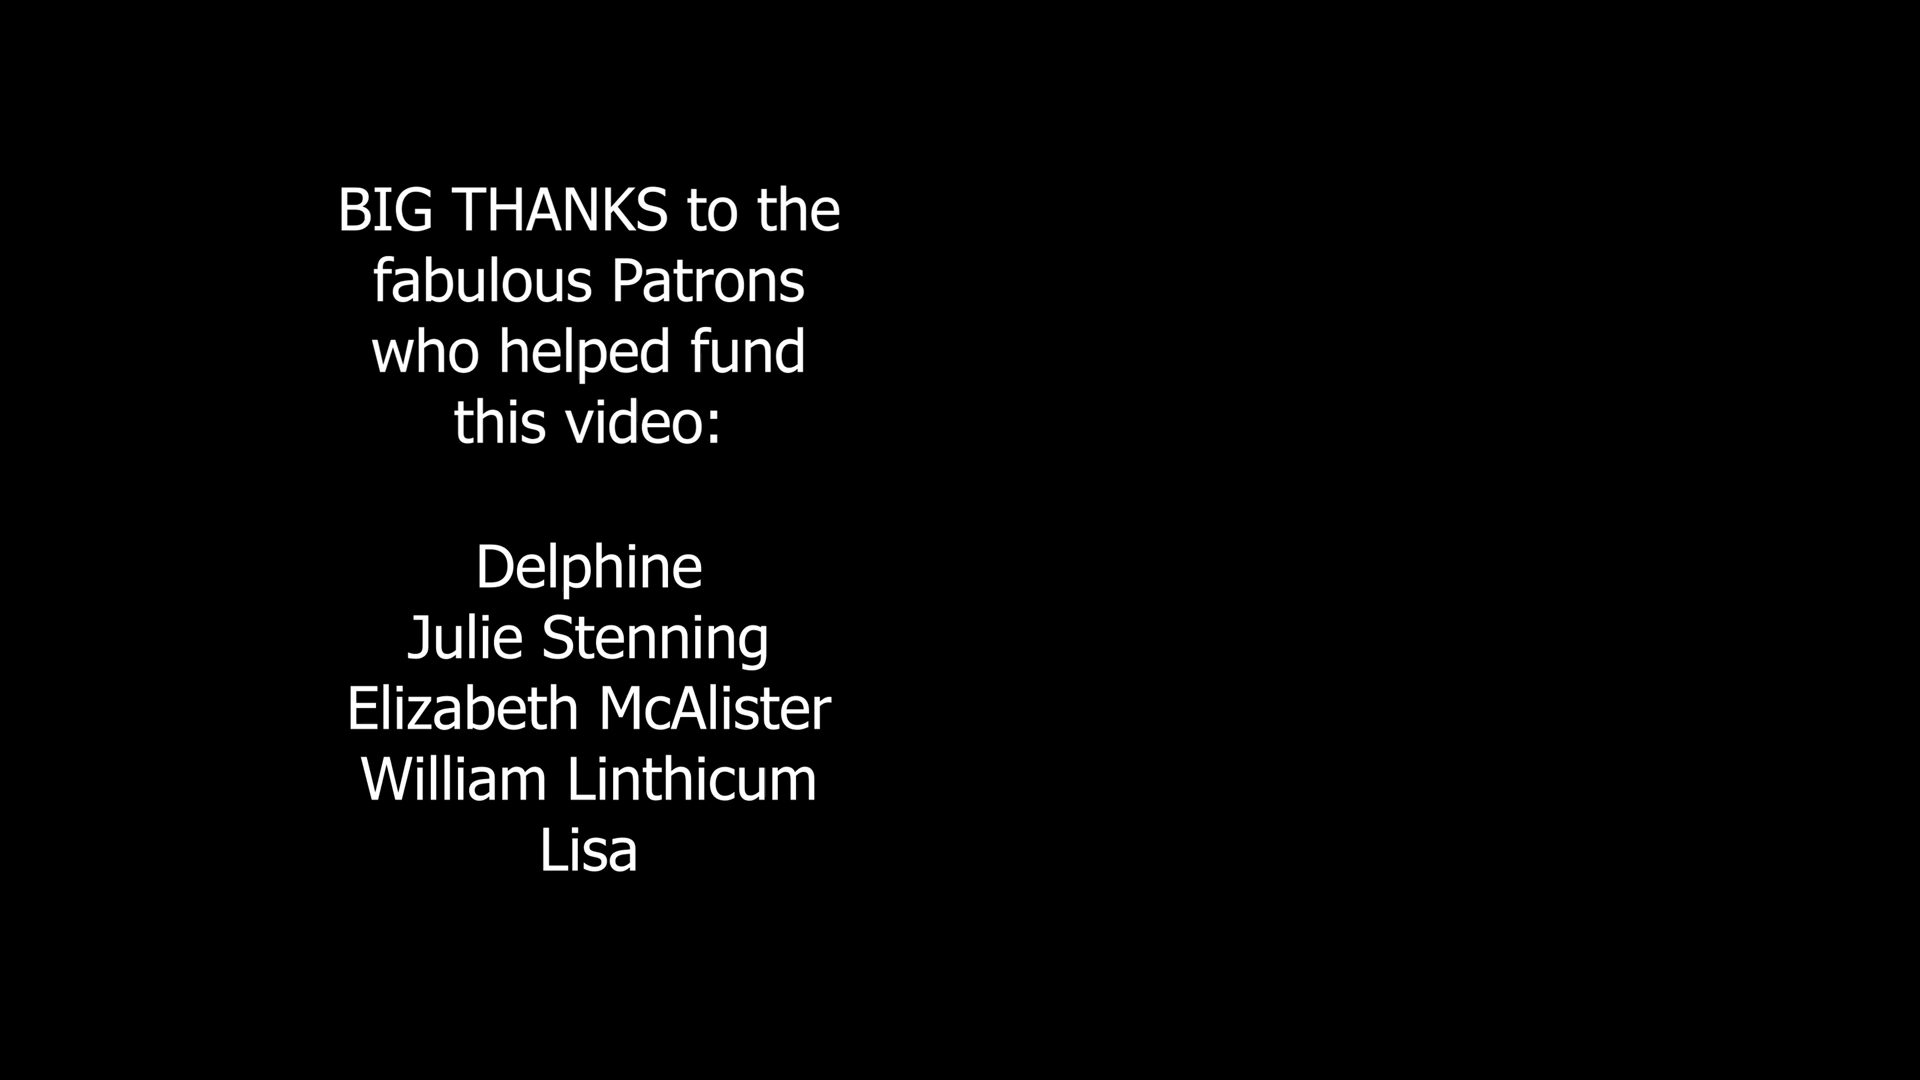 BIG THANKS to the
fabulous Patrons
who helped fund
this video:
Delphine
Julie Stenning
Elizabeth McAlister
William Linthicum
Lisa